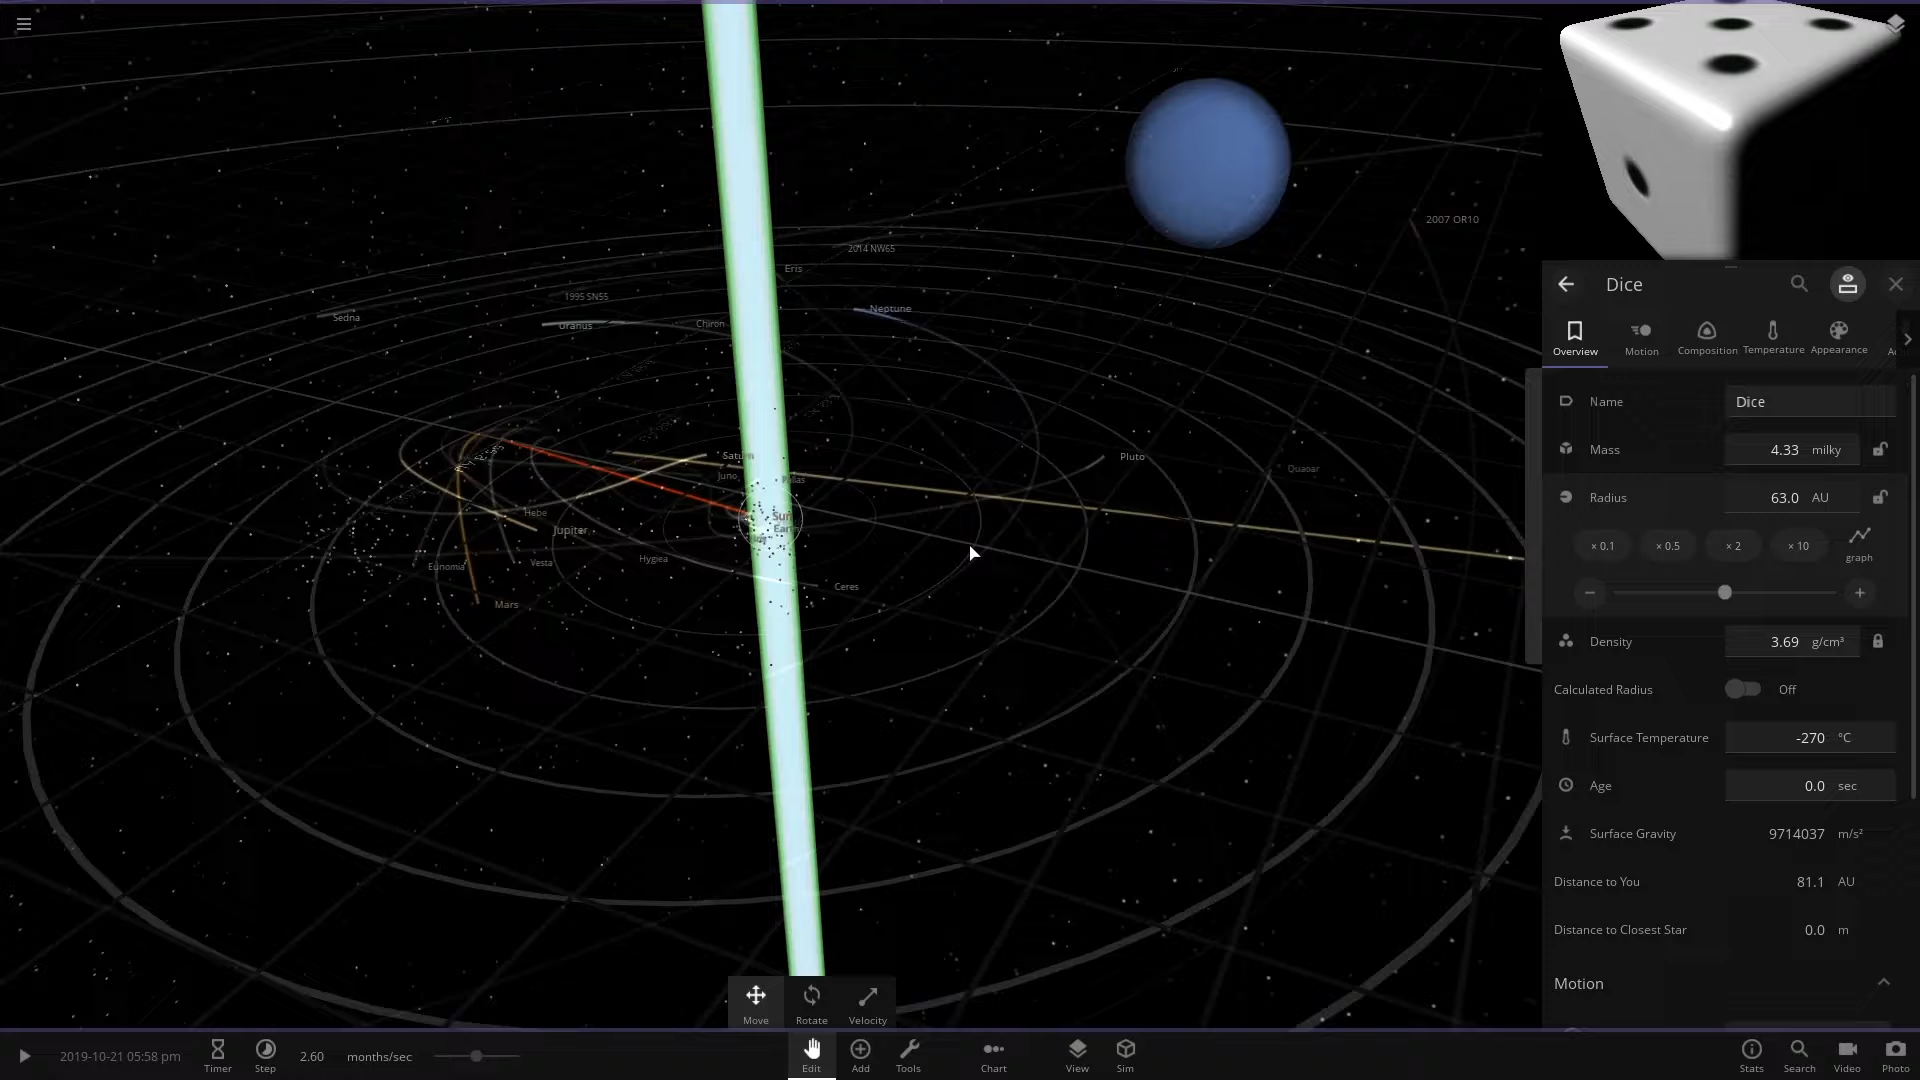 2007 OR10
2014 NW65
Eris
1995 SN55
Sedna
Uranus
Chiron
Neptune
Saturn
Juno
Pallas
Pluto
Quaoar
Hebe
Jupiter
Sun
Hygiea
Eunomia
Vesta
Ceres
Mars
Dice
Overview
Motion
Composition
Temperature
Appearance
Name
Dice
Mass
4.33 milky
Radius
63.0 AU
× 0.1
× 0.5
× 2
× 10
graph
Density
3.69 g/cm³
Calculated Radius
Off
Surface Temperature
-270 °C
Age
0.0 sec
Surface Gravity
9714037 m/s²
Distance to You
81.1 AU
Distance to Closest Star
0.0 m
Motion
Move
Rotate
Velocity
2019-10-21 05:58 pm
Timer
Step
2.60 months/sec
Edit
Add
Tools
Chart
View
Sim
Stats
Search
Video
Photo